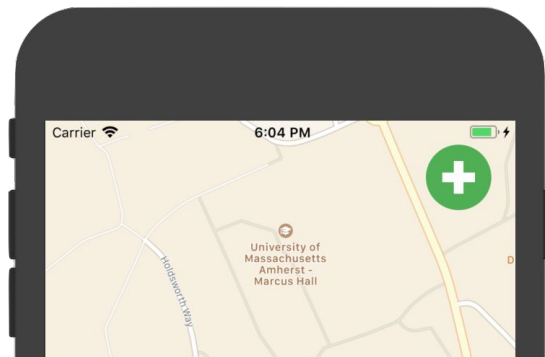 Carrier
6:04 PM
D
University of
Massachusetts
Amherst -
Marcus Hall
Holdsworth Way